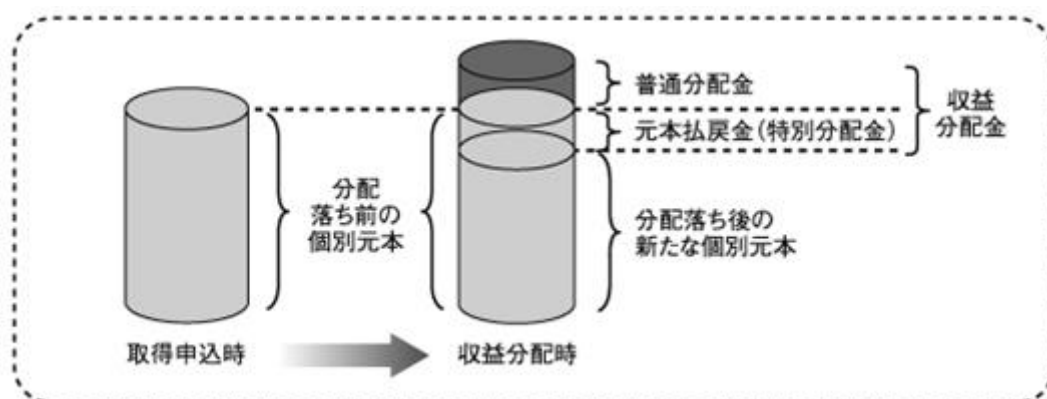 普通分配金
元本払戻金(特別分配金)
収益
分配金
分配
落ち前の
個別元本
分配落ち後の
新たな個別元本
取得申込時
収益分配時